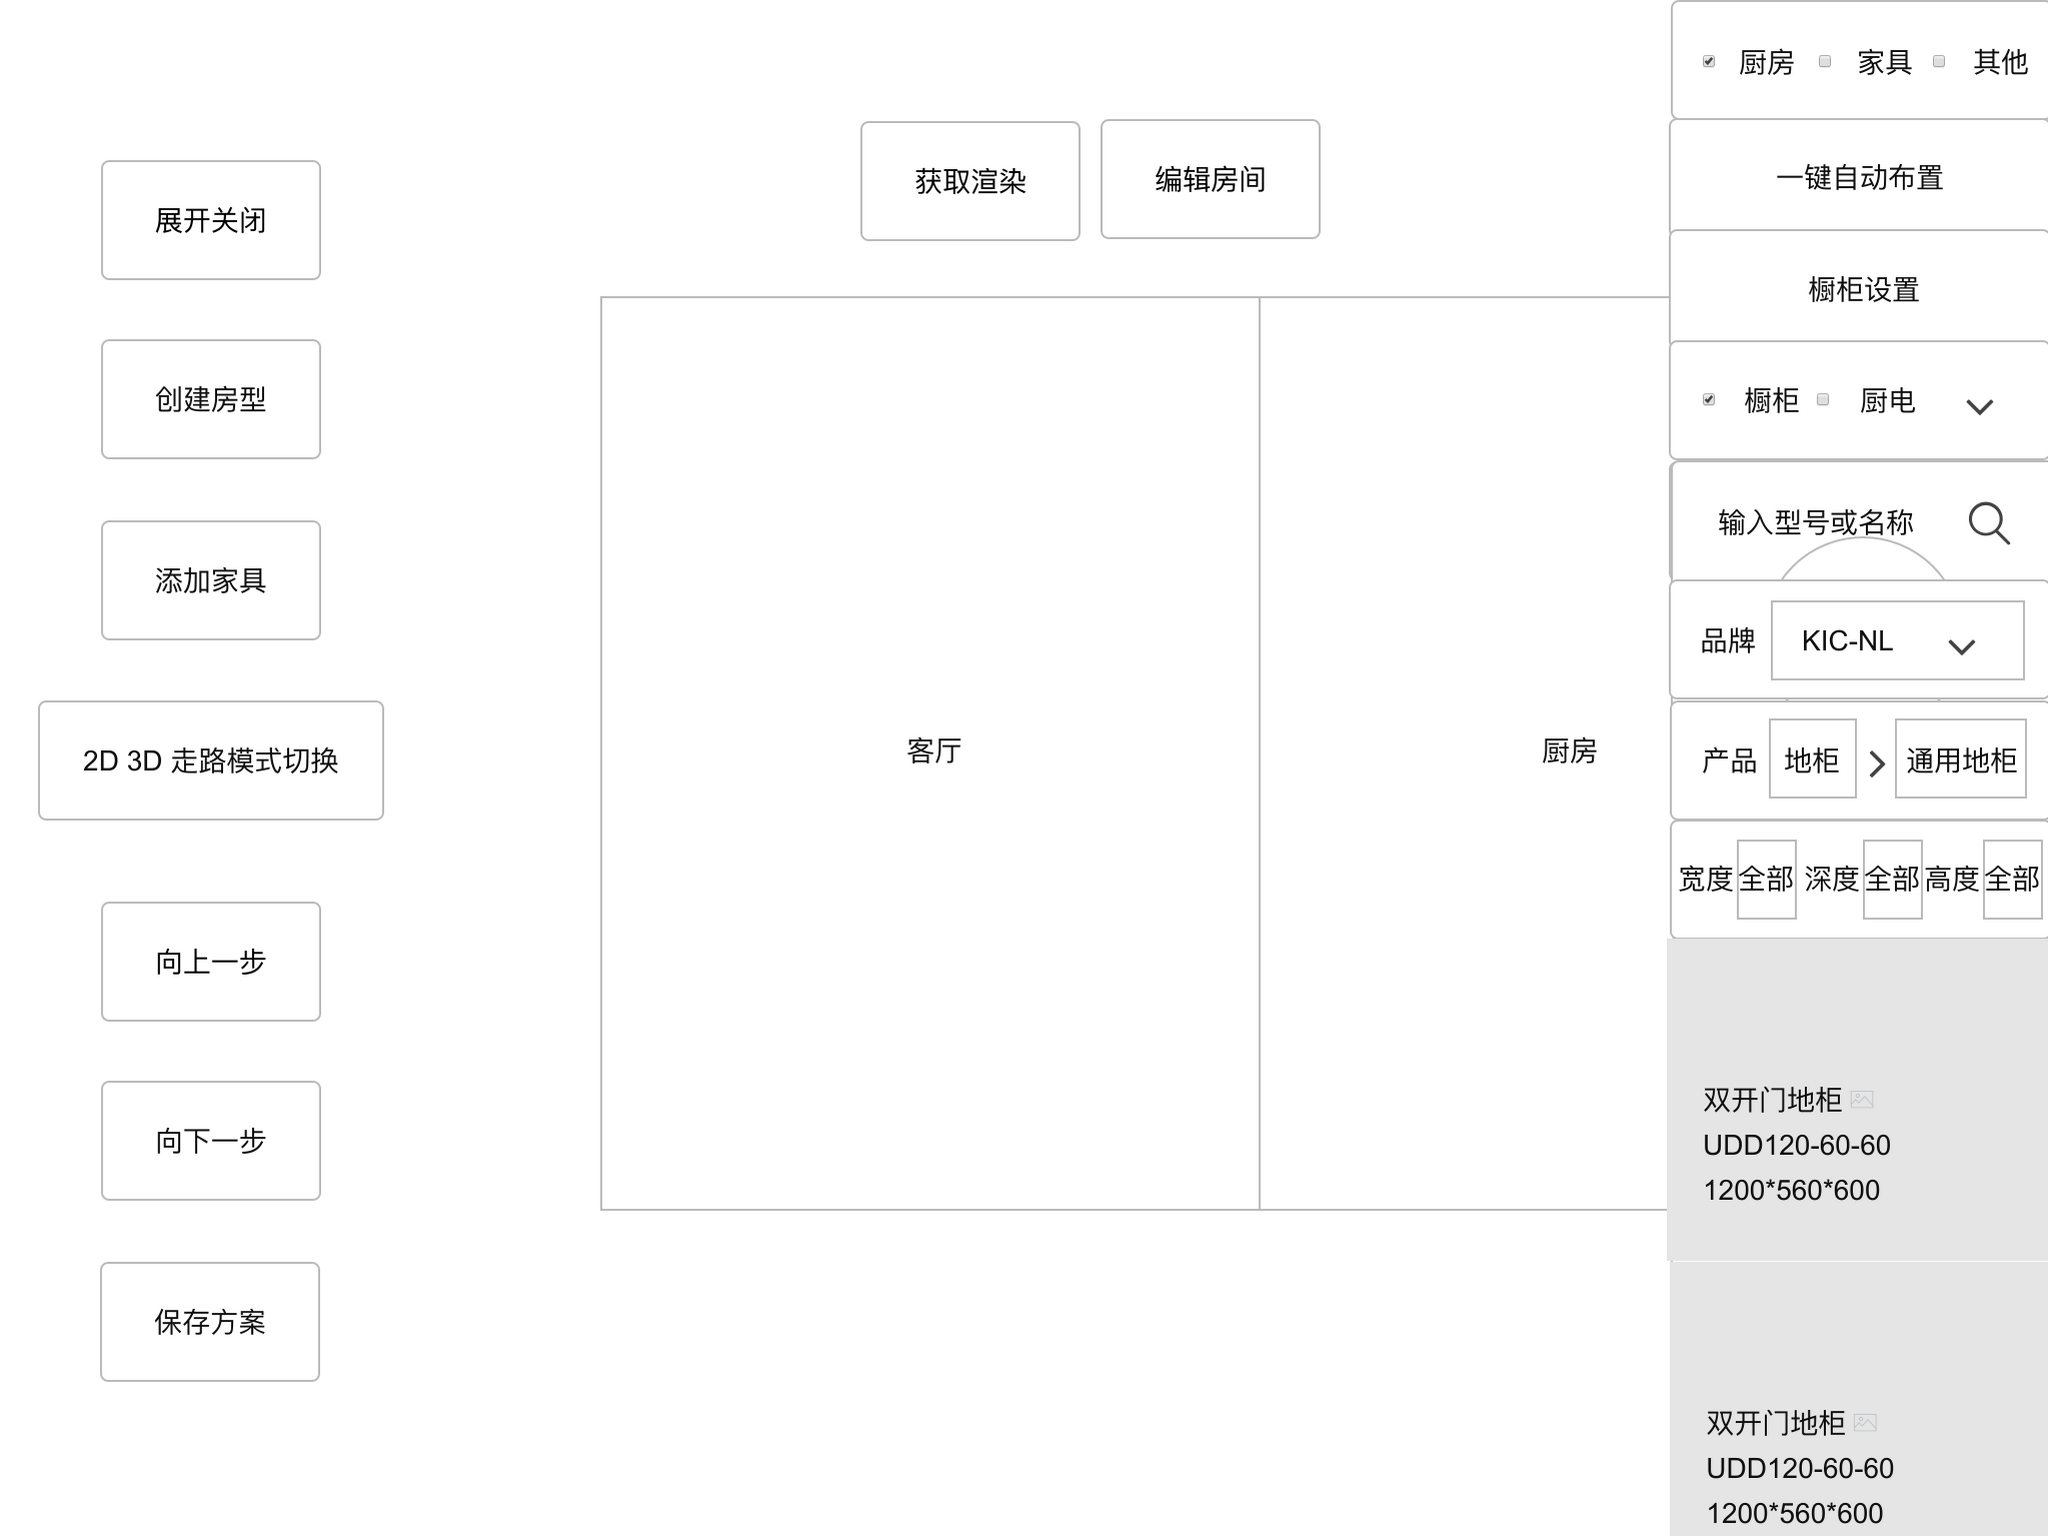 厨房 家具 其他
获取渲染 编辑房间 一键自动布置
展开关闭
橱柜设置
创建房型
橱柜 厨电
输入型号或名称
添加家具
品牌 KIC-NL
2D 3D 走路模式切换
客厅 厨房
产品 地柜 通用地柜
宽度 全部 深度 全部 高度 全部
向上一步
双开门地柜
UDD120-60-60
1200*560*600
向下一步
保存方案
双开门地柜
UDD120-60-60
1200*560*600